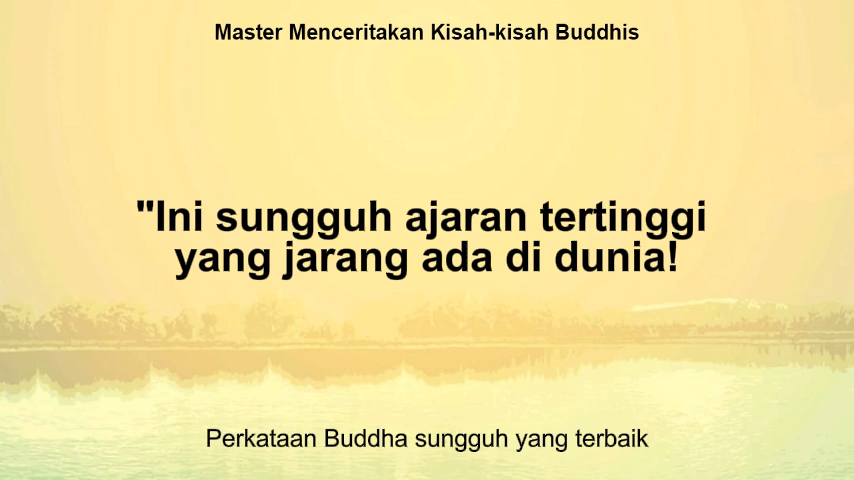 Master Menceritakan Kisah-kisah Buddhis
"Ini sungguh ajaran tertinggi
yang jarang ada di dunia!
Perkataan Buddha sungguh yang terbaik